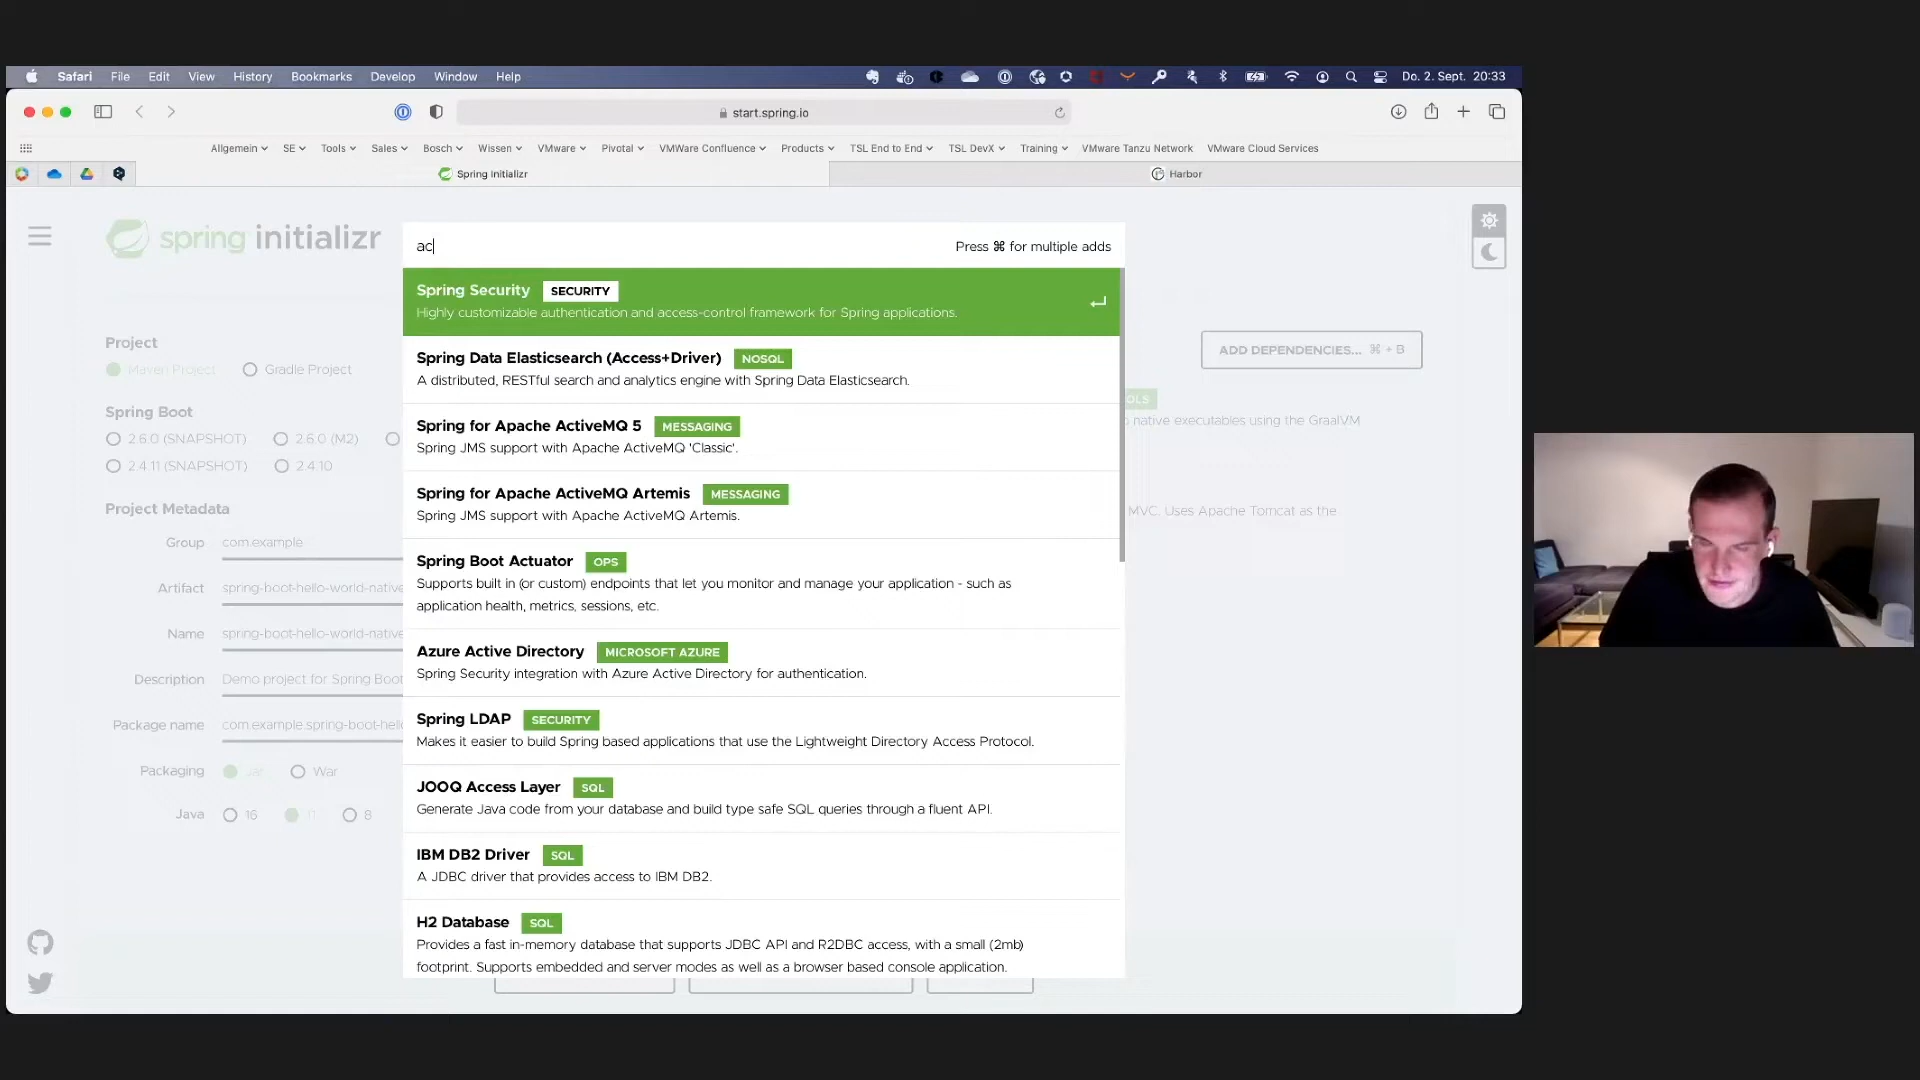 Safari File Edit View History Bookmarks Develop Window Help
Do. 2. Sept. 20:33
start.spring.io
Allgemein SE Tools Sales Bosch Wissen VMware Pivotal VMWare Confluence Products TSL End to End TSL DevX Training VMware Tanzu Network VMware Cloud Services
Spring Initializr
Harbor
spring initializr
ac
Press ⌘ for multiple adds
Spring Security SECURITY
Highly customizable authentication and access-control framework for Spring applications.
Spring Data Elasticsearch (Access+Driver) NOSQL
A distributed, RESTful search and analytics engine with Spring Data Elasticsearch.
Spring for Apache ActiveMQ 5 MESSAGING
Spring JMS support with Apache ActiveMQ 'Classic'.
Spring for Apache ActiveMQ Artemis MESSAGING
Spring JMS support with Apache ActiveMQ Artemis.
Spring Boot Actuator OPS
Supports built in (or custom) endpoints that let you monitor and manage your application - such as
application health, metrics, sessions, etc.
Azure Active Directory MICROSOFT AZURE
Spring Security integration with Azure Active Directory for authentication.
Spring LDAP SECURITY
Makes it easier to build Spring based applications that use the Lightweight Directory Access Protocol.
JOOQ Access Layer SQL
Generate Java code from your database and build type safe SQL queries through a fluent API.
IBM DB2 Driver SQL
A JDBC driver that provides access to IBM DB2.
H2 Database SQL
Provides a fast in-memory database that supports JDBC API and R2DBC access, with a small (2mb)
footprint. Supports embedded and server modes as well as a browser based console application.
Project
Maven Project Gradle Project
Spring Boot
2.6.0 (SNAPSHOT) 2.6.0 (M2)
2.4.11 (SNAPSHOT) 2.4.10
Project Metadata
Group com.example
Artifact spring-boot-hello-world-native
Name spring-boot-hello-world-native
Description Demo project for Spring Boot
Package name com.example.spring-boot-hell
Packaging Jar War
Java 16 11 8
ADD DEPENDENCIES... ⌘ + B
OLS
native executables using the GraalVM
MVC. Uses Apache Tomcat as the